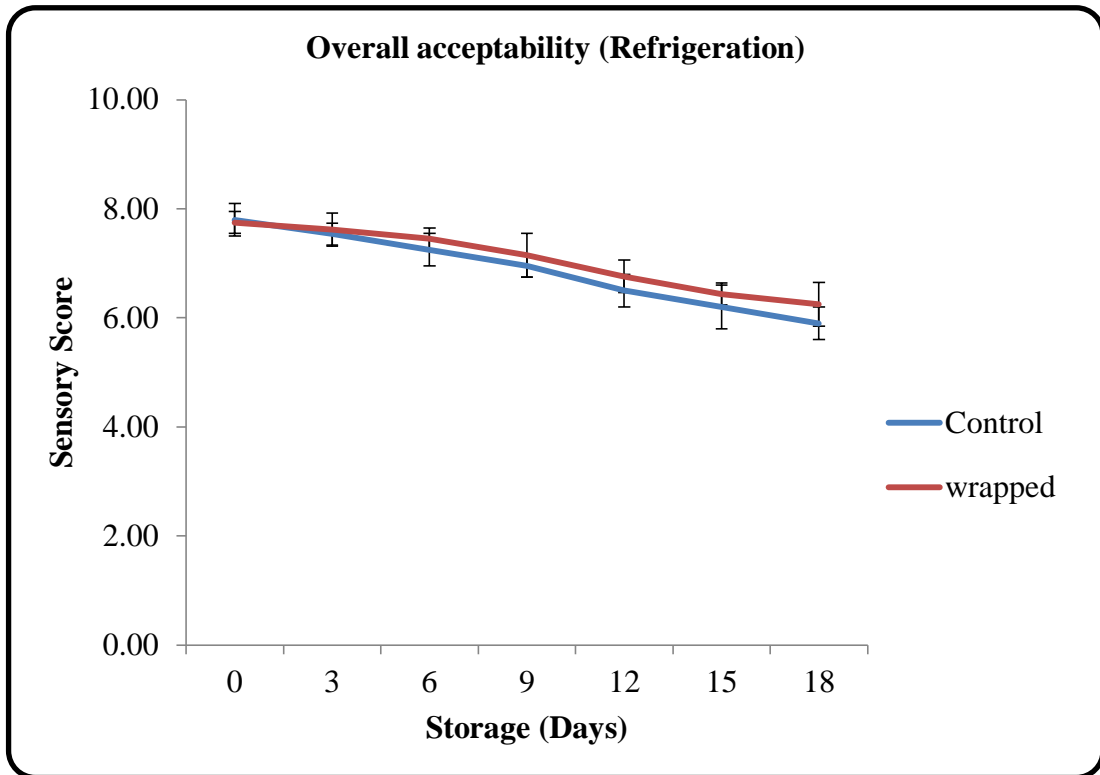 Overall acceptability (Refrigeration)
10.00
8.00
6.00
4.00
2.00
0.00
Sensory Score
0 3 6 9 12 15 18
Storage (Days)
Control
wrapped